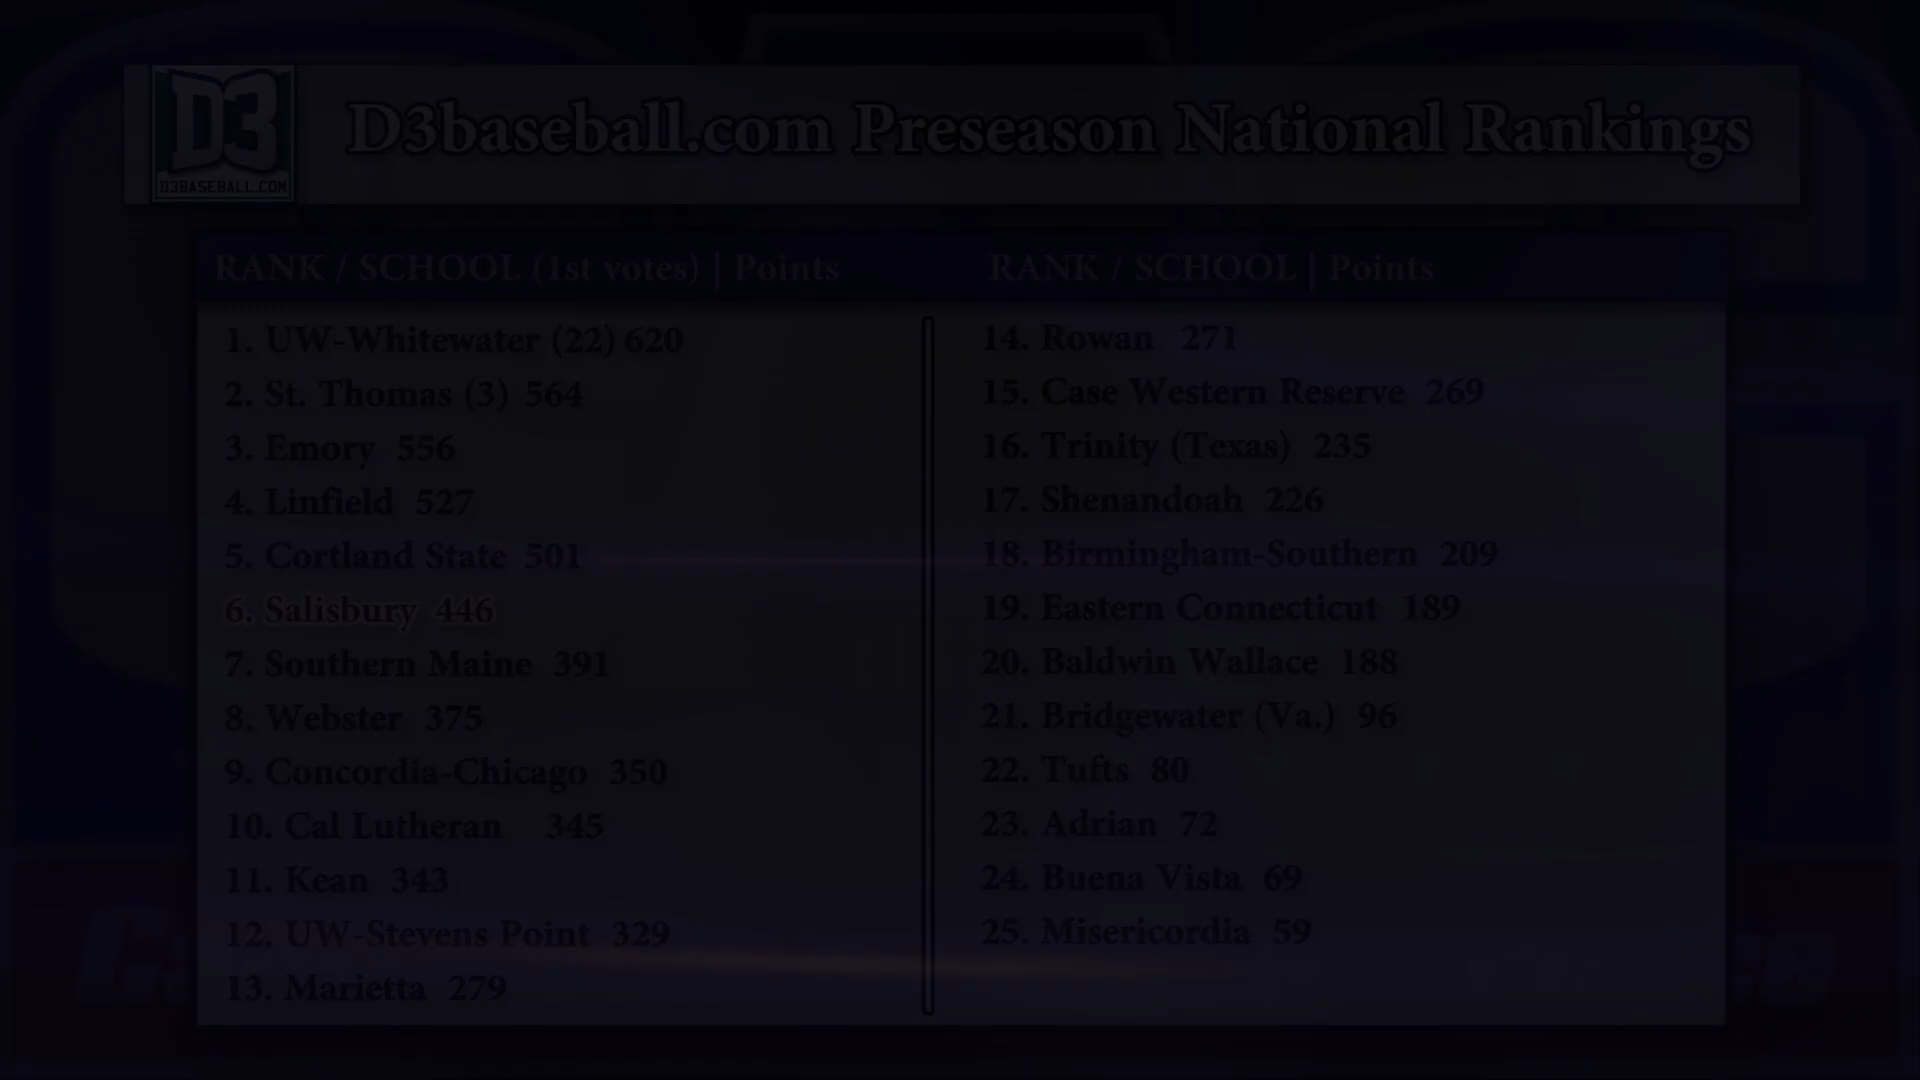 D3
D3BASEBALL.COM
D3baseball.com Preseason National Rankings
RANK / SCHOOL (1st votes) | Points
1. UW-Whitewater (22) 620
2. St. Thomas (3) 564
3. Emory 556
4. Linfield 527
5. Cortland State 501
6. Salisbury 446
7. Southern Maine 391
8. Webster 375
9. Concordia-Chicago 350
10. Cal Lutheran 345
11. Kean 343
12. UW-Stevens Point 329
13. Marietta 279
RANK / SCHOOL | Points
14. Rowan 271
15. Case Western Reserve 269
16. Trinity (Texas) 235
17. Shenandoah 226
18. Birmingham-Southern 209
19. Eastern Connecticut 189
20. Baldwin Wallace 188
21. Bridgewater (Va.) 96
22. Tufts 80
23. Adrian 72
24. Buena Vista 69
25. Misericordia 59